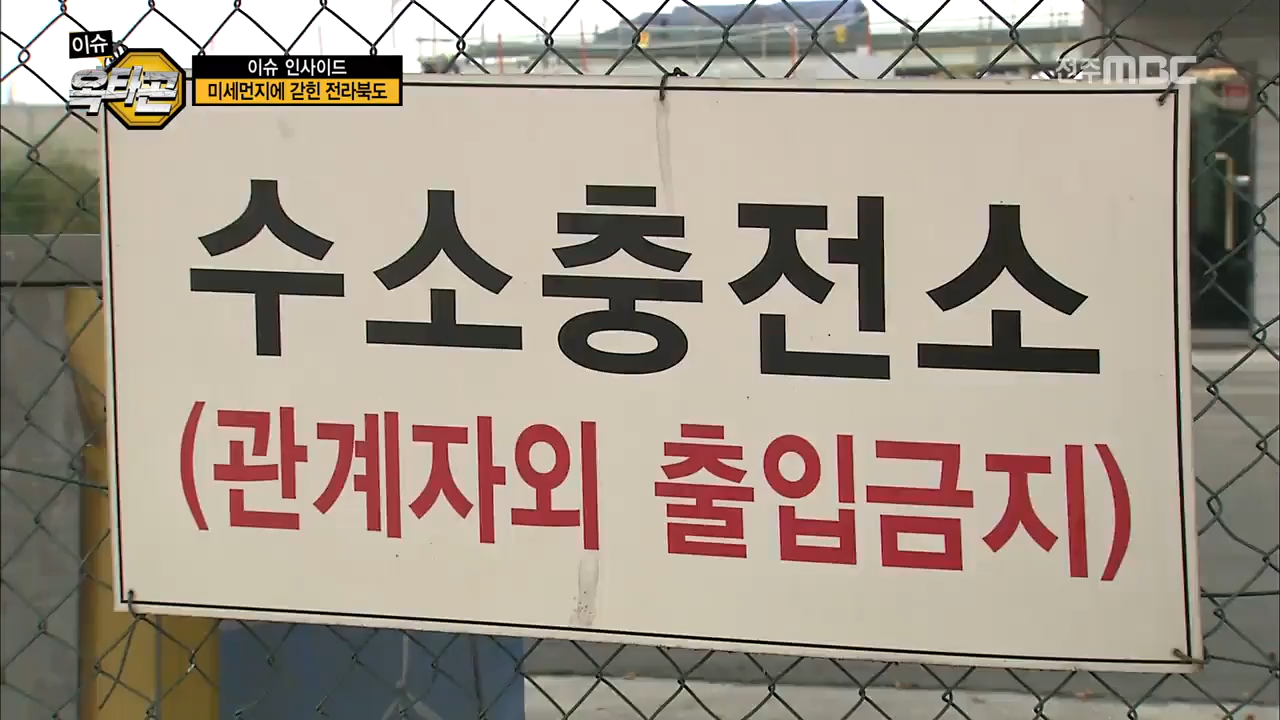 이슈
옥타곤
이슈 인사이드
미세먼지에 갇힌 전라북도
전주MBC
수소충전소
(관계자외 출입금지)